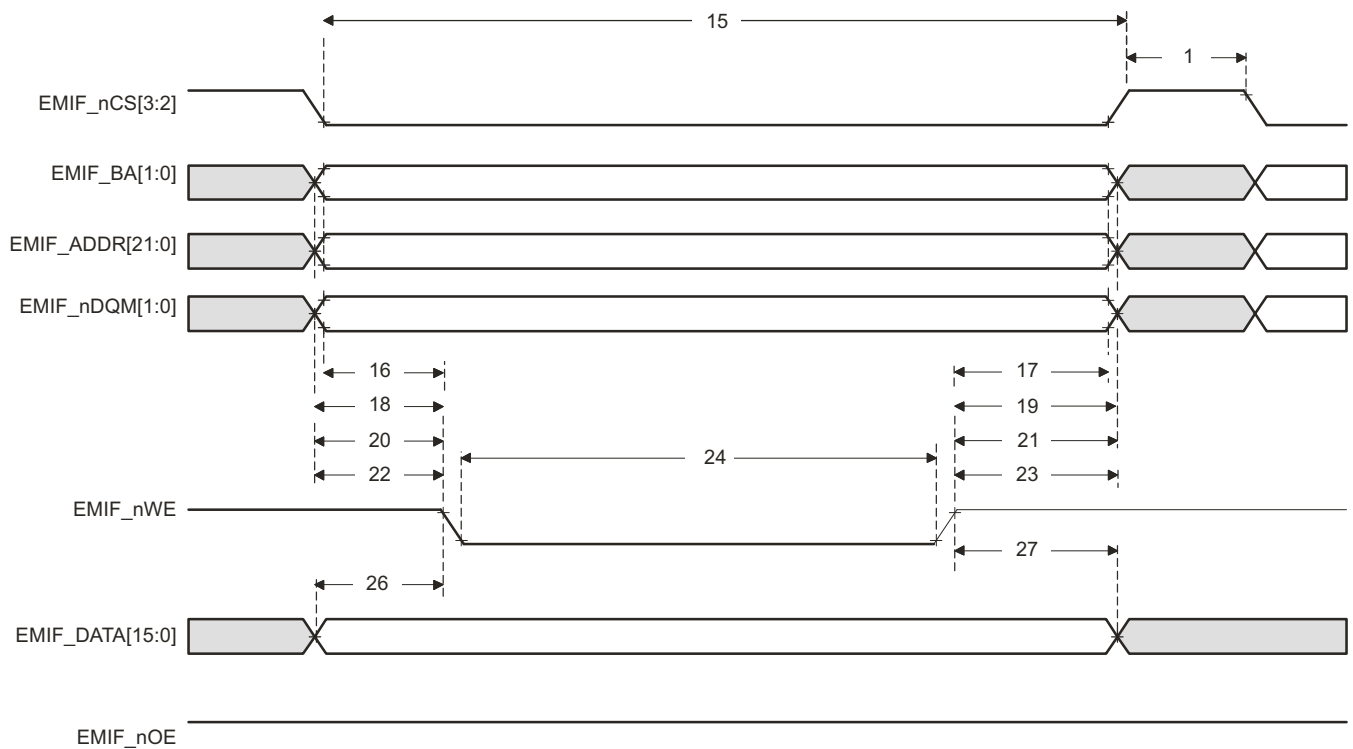 15
1
EMIF_nCS[3:2]
EMIF_BA[1:0]
EMIF_ADDR[21:0]
EMIF_nDQM[1:0]
16 17
18 19
20 21
24
22 23
EMIF_nWE
27
26
EMIF_DATA[15:0]
EMIF_nOE